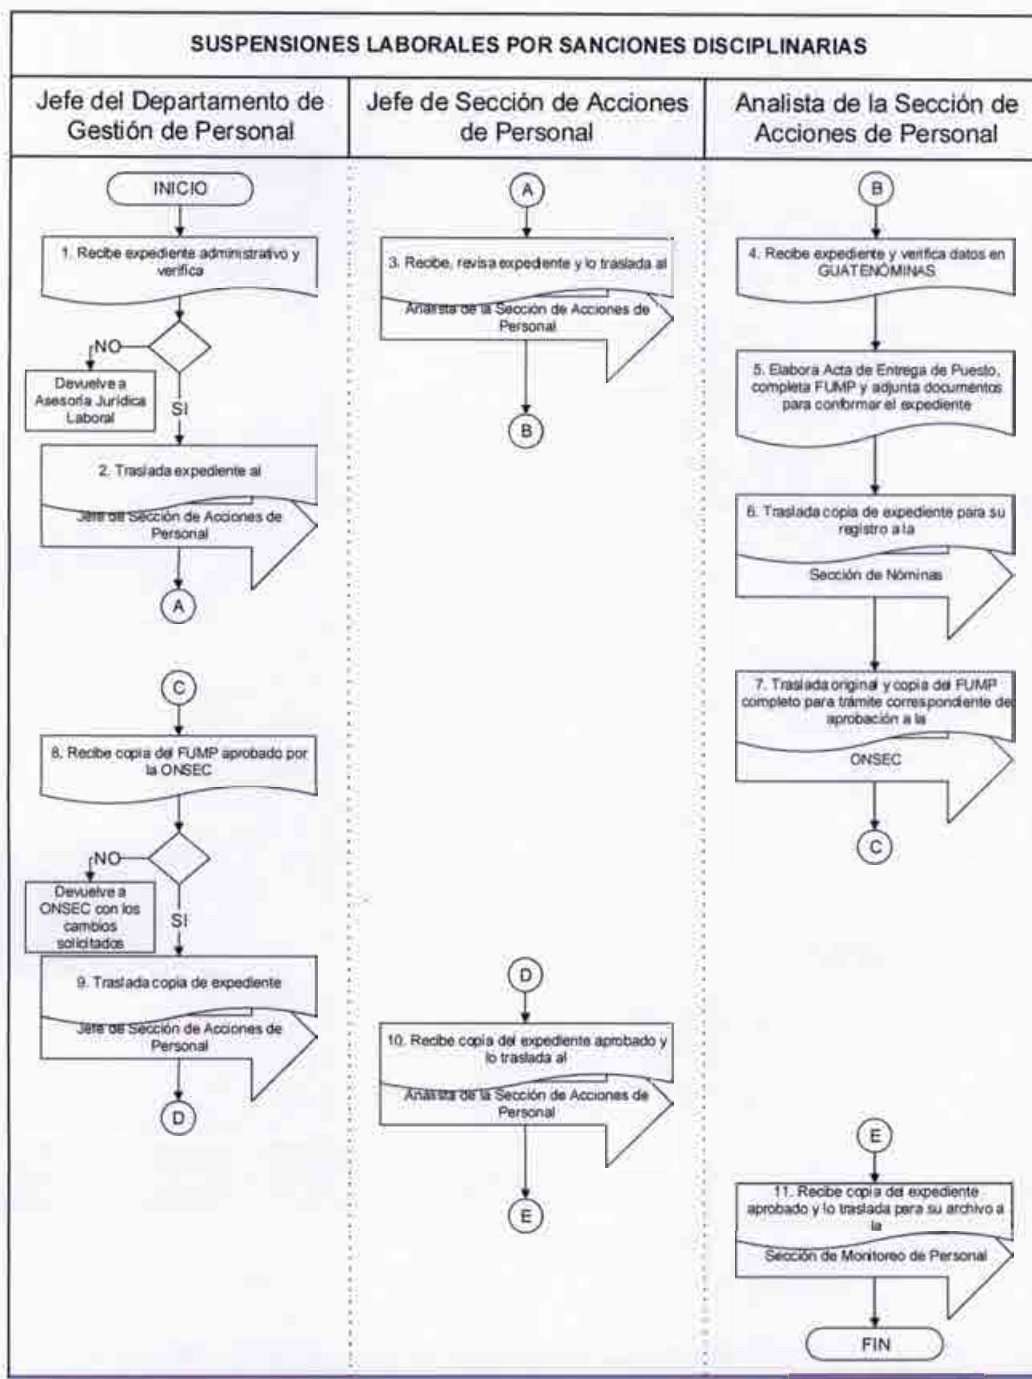 SUSPENSIONES LABORALES POR SANCIONES DISCIPLINARIAS
Jefe del Departamento de
Gestión de Personal
INICIO
1. Recibe expediente administrativo y
verifica
NO
Devuelve a
Asesoría Jurídica
Laboral
SI
2. Traslada expediente al
Jefe de Sección de Acciones de
Personal
A
C
8. Recibe copia del FUMP aprobado por
la ONSEC
NO
Devuelve a
ONSEC con los
cambios
solicitados
SI
9. Traslada copia de expediente
Jefe de Sección de Acciones de
Personal
D
Jefe de Sección de Acciones
de Personal
A
3. Recibe, revisa expediente y lo traslada al
Analista de la Sección de Acciones de
Personal
B
D
10. Recibe copia del expediente aprobado y
lo traslada al
Analista de la Sección de Acciones de
Personal
E
Analista de la Sección de
Acciones de Personal
B
4. Recibe expediente y verifica datos en
GUATENÓMINAS
5. Elabora Acta de Entrega de Puesto,
completa FUMP y adjunta documentos
para conformar el expediente
6. Traslada copia de expediente para su
registro a la
Sección de Nóminas
7. Traslada original y copia del FUMP
completo para trámite correspondiente de
aprobación a la
ONSEC
C
E
11. Recibe copia del expediente
aprobado y lo traslada para su archivo a
la
Sección de Monitoreo de Personal
FIN